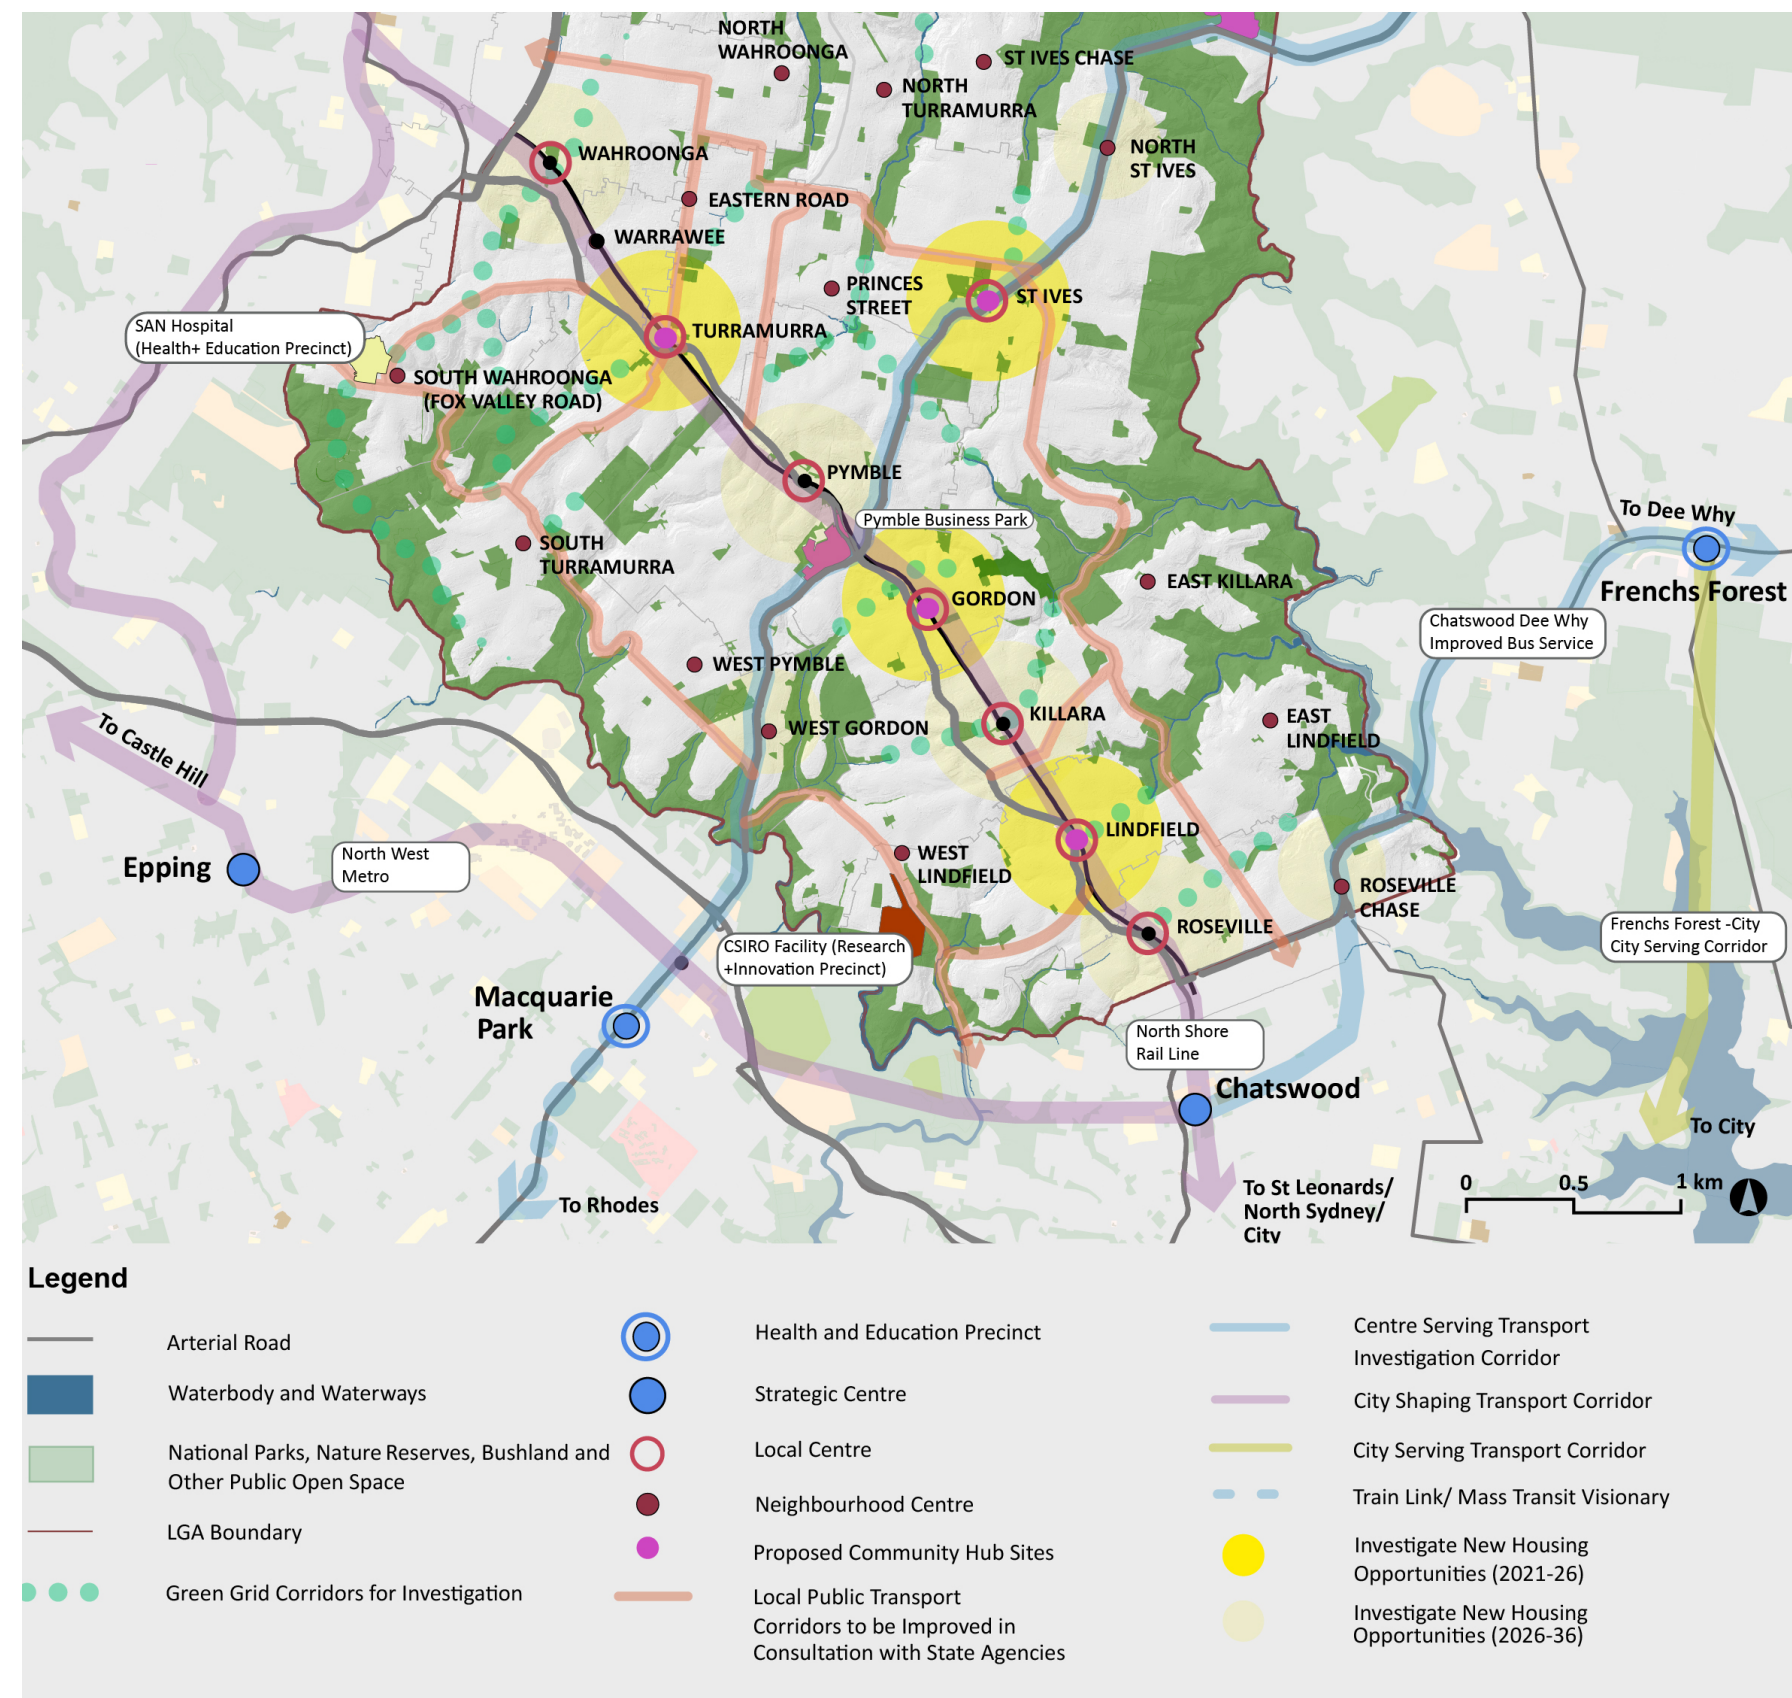 NORTH
WAHROONGA
ST IVES CHASE
NORTH
TURRAMURRA
WAHROONGA
NORTH
ST IVES
EASTERN ROAD
WARRAWEE
PRINCES
STREET
ST IVES
SAN Hospital
(Health+ Education Precinct)
TURRAMURRA
SOUTH WAHROONGA
(FOX VALLEY ROAD)
PYMBLE
Pymble Business Park
To Dee Why
SOUTH
TURRAMURRA
EAST KILLARA
Frenchs Forest
GORDON
Chatswood Dee Why
Improved Bus Service
WEST PYMBLE
KILLARA
EAST
LINDFIELD
WEST GORDON
To Castle Hill
LINDFIELD
Epping
North West
Metro
WEST
LINDFIELD
ROSEVILLE
CHASE
ROSEVILLE
Frenchs Forest -City
City Serving Corridor
CSIRO Facility (Research
+Innovation Precinct)
Macquarie
Park
North Shore
Rail Line
Chatswood
To City
To Rhodes
To St Leonards/
North Sydney/
City
0 0.5 1 km
Legend
Arterial Road
Waterbody and Waterways
National Parks, Nature Reserves, Bushland and
Other Public Open Space
LGA Boundary
Green Grid Corridors for Investigation
Health and Education Precinct
Strategic Centre
Local Centre
Neighbourhood Centre
Proposed Community Hub Sites
Local Public Transport
Corridors to be Improved in
Consultation with State Agencies
Centre Serving Transport
Investigation Corridor
City Shaping Transport Corridor
City Serving Transport Corridor
Train Link/ Mass Transit Visionary
Investigate New Housing
Opportunities (2021-26)
Investigate New Housing
Opportunities (2026-36)